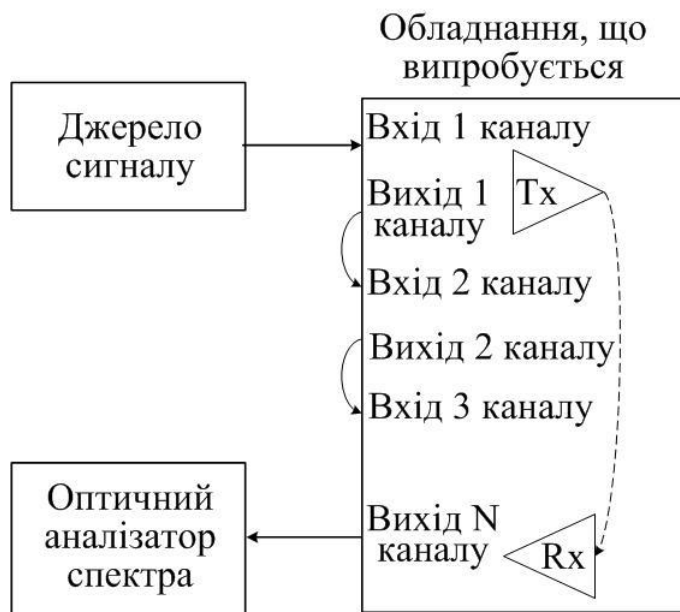 Обладнання, що
випробується
Джерело
сигналу
Вхід 1 каналу
Вихід 1
каналу
Tx
Вхід 2 каналу
Вихід 2 каналу
Вхід 3 каналу
Оптичний
аналізатор
спектра
Вихід N
каналу
Rx